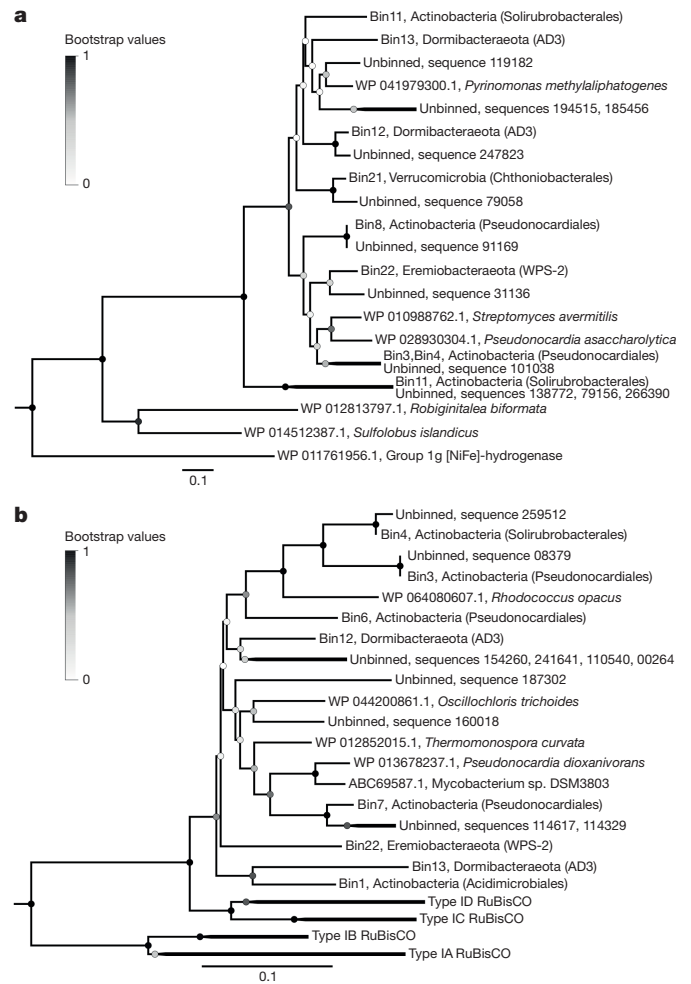 a
Bootstrap values
1
0
Bin11, Actinobacteria (Solirubrobacterales)
Bin13, Dormibacteraeota (AD3)
Unbinned, sequence 119182
WP 041979300.1, Pyrinomonas methylaliphatogenes
Unbinned, sequences 194515, 185456
Bin12, Dormibacteraeota (AD3)
Unbinned, sequence 247823
Bin21, Verrucomicrobia (Chthoniobacterales)
Unbinned, sequence 79058
Bin8, Actinobacteria (Pseudonocardiales)
Unbinned, sequence 91169
Bin22, Eremiobacteraeota (WPS-2)
Unbinned, sequence 31136
WP 010988762.1, Streptomyces avermitilis
WP 028930304.1, Pseudonocardia asaccharolytica
Bin3,Bin4, Actinobacteria (Pseudonocardiales)
Unbinned, sequence 101038
Bin11, Actinobacteria (Solirubrobacterales)
Unbinned, sequences 138772, 79156, 266390
WP 012813797.1, Robiginitalea biformata
WP 014512387.1, Sulfolobus islandicus
WP 011761956.1, Group 1g [NiFe]-hydrogenase
0.1
b
Bootstrap values
1
0
Unbinned, sequence 259512
Bin4, Actinobacteria (Solirubrobacterales)
Unbinned, sequence 08379
Bin3, Actinobacteria (Pseudonocardiales)
WP 064080607.1, Rhodococcus opacus
Bin6, Actinobacteria (Pseudonocardiales)
Bin12, Dormibacteraeota (AD3)
Unbinned, sequences 154260, 241641, 110540, 00264
Unbinned, sequence 187302
WP 044200861.1, Oscillochloris trichoides
Unbinned, sequence 160018
WP 012852015.1, Thermomonospora curvata
WP 013678237.1, Pseudonocardia dioxanivorans
ABC69587.1, Mycobacterium sp. DSM3803
Bin7, Actinobacteria (Pseudonocardiales)
Unbinned, sequences 114617, 114329
Bin22, Eremiobacteraeota (WPS-2)
Bin13, Dormibacteraeota (AD3)
Bin1, Actinobacteria (Acidimicrobiales)
Type ID RuBisCO
Type IC RuBisCO
Type IB RuBisCO
Type IA RuBisCO
0.1